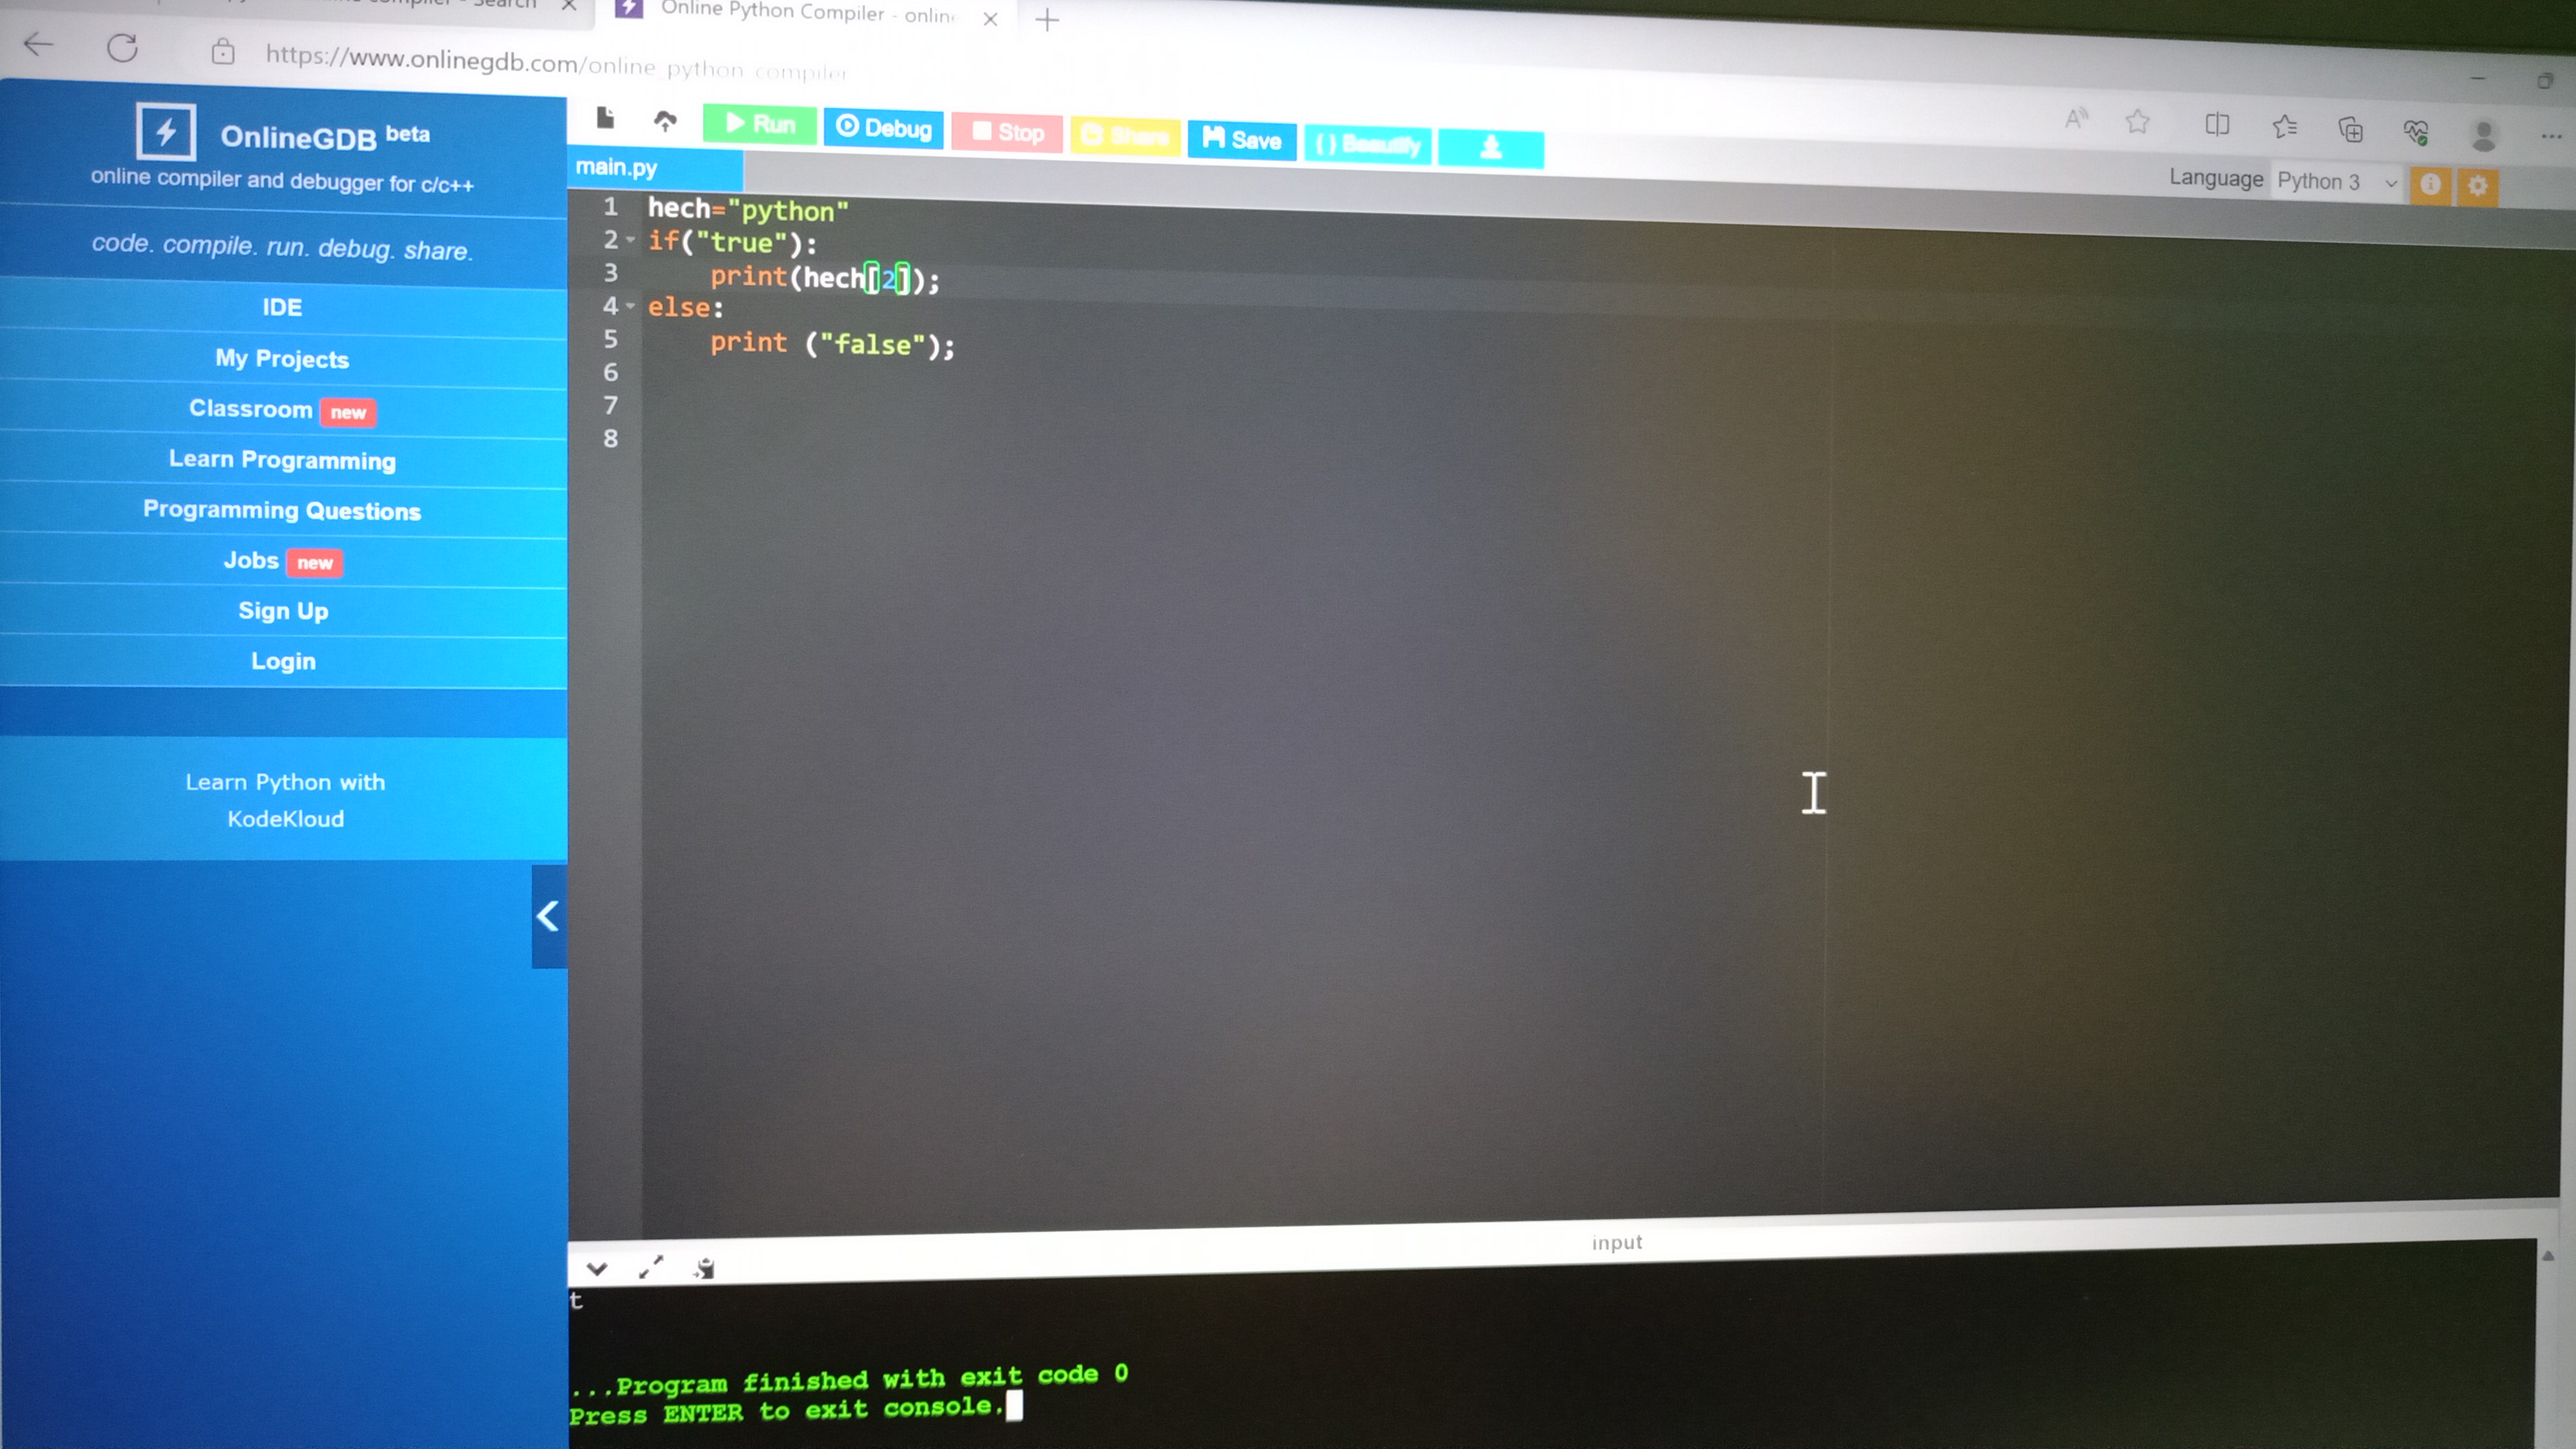 Search
Online Python Compiler - onlin
https://www.onlinegdb.com/online python compiler
OnlineGDB beta
online compiler and debugger for c/c++
code. compile. run. debug. share.
IDE
My Projects
Classroom new
Learn Programming
Programming Questions
Jobs new
Sign Up
Login
Learn Python with
KodeKloud
Run Debug Stop Share Save {} Beautify
Language Python 3
main.py
1 hech="python"
2 if("true"):
3 print(hech[2]);
4 else:
5 print ("false");
6
7
8
input
t
...Program finished with exit code 0
Press ENTER to exit console.